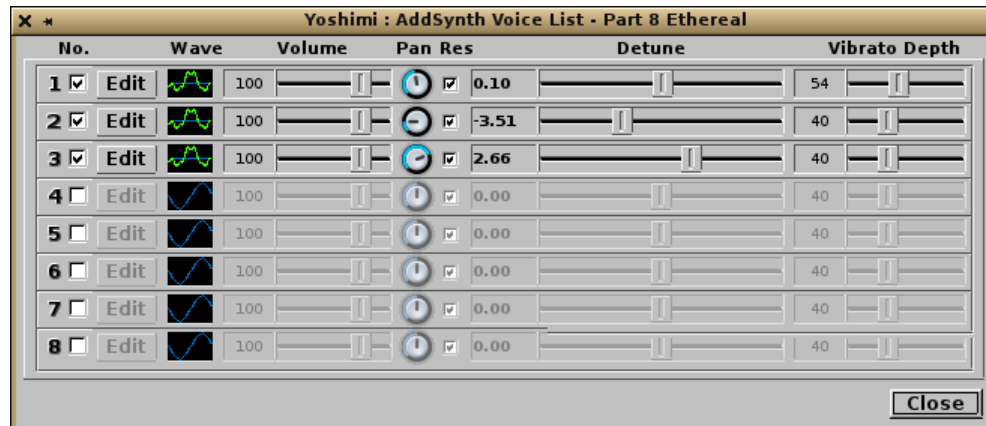 Yoshimi : AddSynth Voice List - Part 8 Ethereal
No. Wave Volume Pan Res Detune Vibrato Depth
1 Edit 100 0.10 54
2 Edit 100 -3.51 40
3 Edit 100 2.66 40
4 Edit 100 0.00 40
5 Edit 100 0.00 40
6 Edit 100 0.00 40
7 Edit 100 0.00 40
8 Edit 100 0.00 40
Close